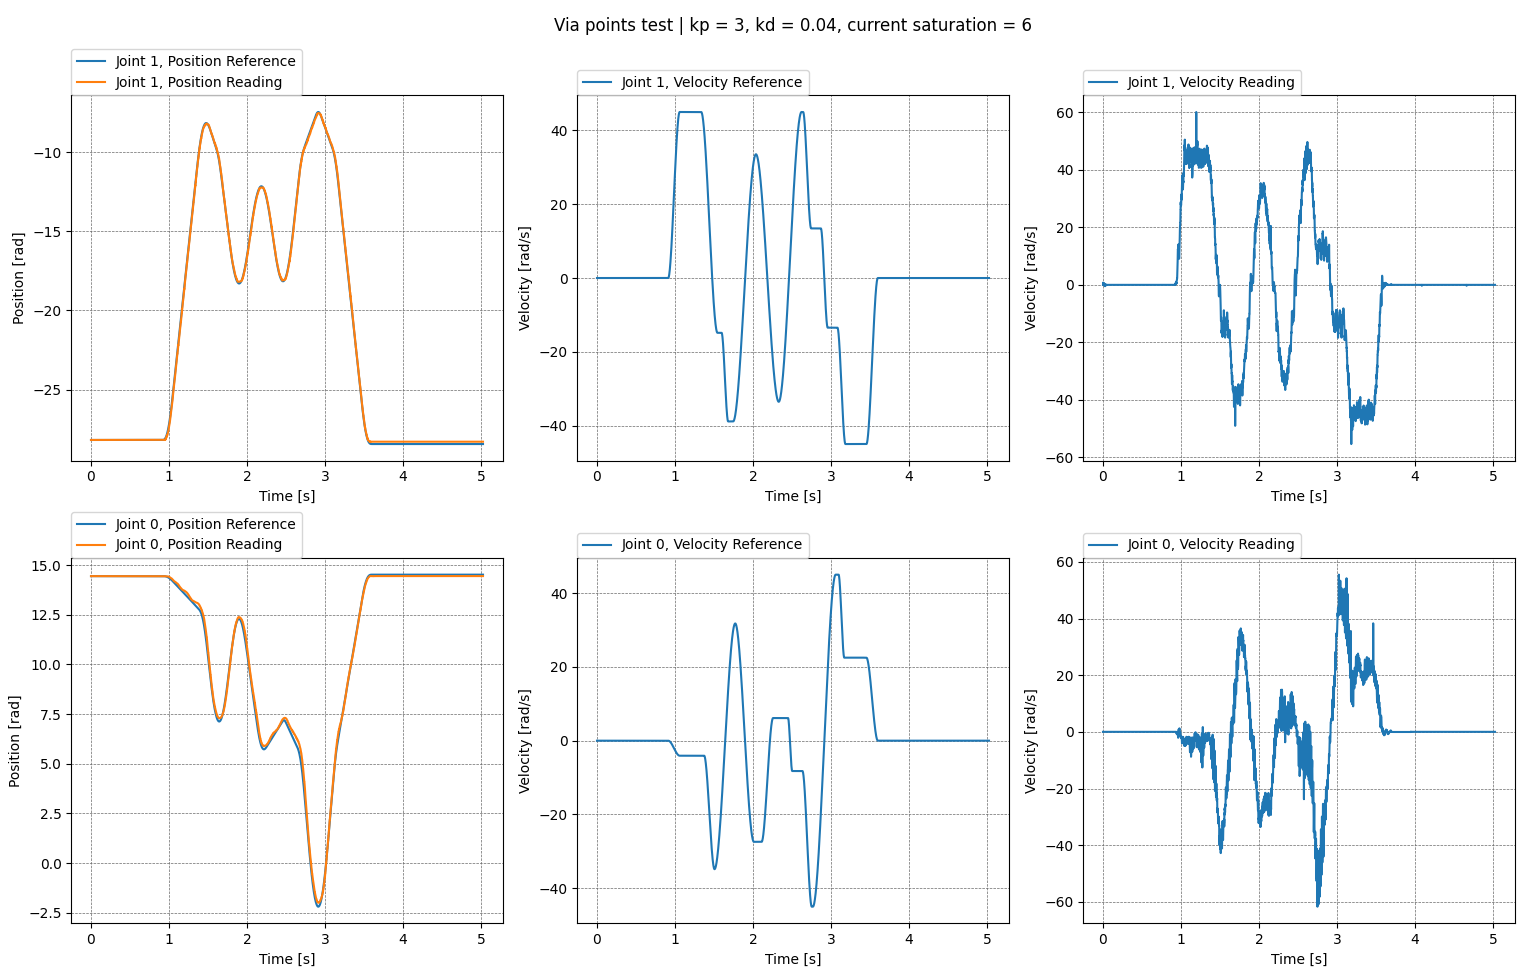 Via points test | kp = 3, kd = 0.04, current saturation = 6
Joint 1, Position Reference
Joint 1, Position Reading
−10
−15
−20
−25
Position [rad]
0 1 2 3 4 5
Time [s]
Joint 1, Velocity Reference
40
20
0
−20
−40
Velocity [rad/s]
0 1 2 3 4 5
Time [s]
Joint 1, Velocity Reading
60
40
20
0
−20
−40
−60
Velocity [rad/s]
0 1 2 3 4 5
Time [s]
Joint 0, Position Reference
Joint 0, Position Reading
15.0
12.5
10.0
7.5
5.0
2.5
0.0
−2.5
Position [rad]
0 1 2 3 4 5
Time [s]
Joint 0, Velocity Reference
40
20
0
−20
−40
Velocity [rad/s]
0 1 2 3 4 5
Time [s]
Joint 0, Velocity Reading
60
40
20
0
−20
−40
−60
Velocity [rad/s]
0 1 2 3 4 5
Time [s]